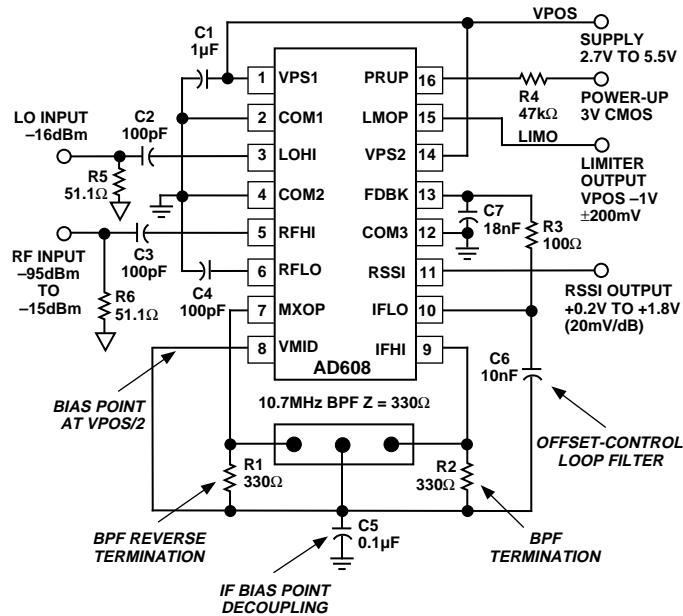 VPOS
SUPPLY
2.7V TO 5.5V
C1
1µF
1 VPS1 PRUP 16
R4
47kΩ
POWER-UP
3V CMOS
LO INPUT
–16dBm
C2
100pF
2 COM1 LMOP 15
LIMO
LIMITER
OUTPUT
VPOS –1V
±200mV
3 LOHI VPS2 14
R5
51.1Ω
4 COM2 FDBK 13
C7
18nF
R3
100Ω
5 RFHI COM3 12
RF INPUT
–95dBm
TO
–15dBm
C3
100pF
6 RFLO RSSI 11
RSSI OUTPUT
+0.2V TO +1.8V
(20mV/dB)
R6
51.1Ω
C4
100pF
7 MXOP IFLO 10
8 VMID IFHI 9
AD608
C6
10nF
BIAS POINT
AT VPOS/2
10.7MHz BPF Z = 330Ω
OFFSET-CONTROL
LOOP FILTER
R1
330Ω
R2
330Ω
BPF REVERSE
TERMINATION
C5
0.1µF
BPF
TERMINATION
IF BIAS POINT
DECOUPLING